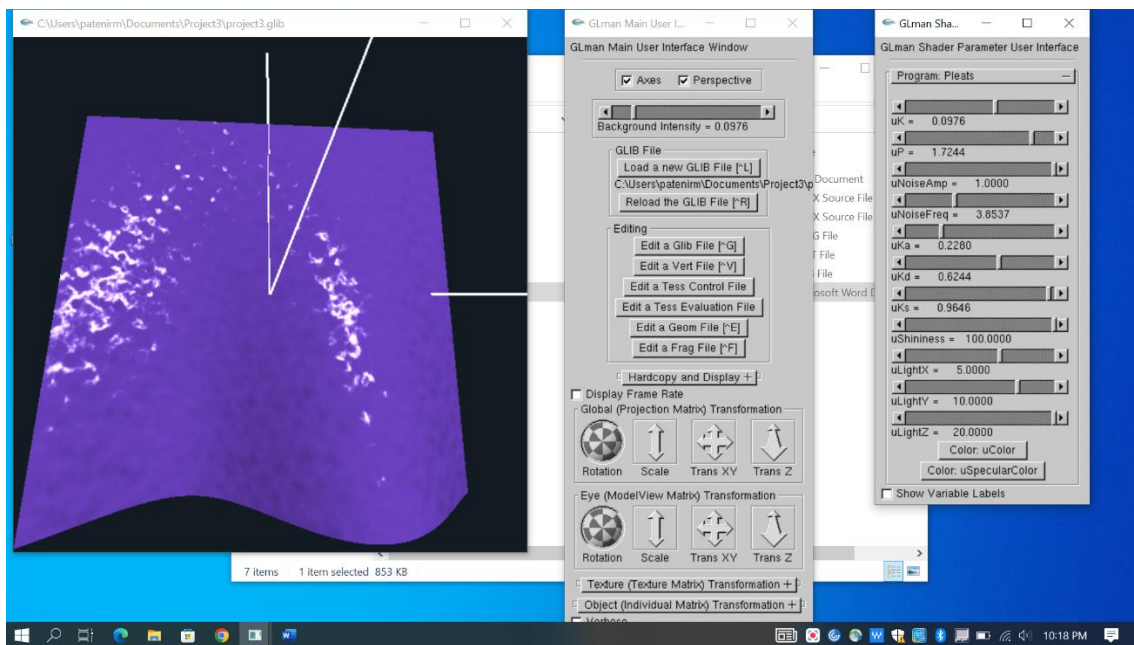 C:\Users\patenirm\Documents\Project3\project3.glib
GLman Main User I...
GLman Main User Interface Window
Axes
Perspective
Background Intensity = 0.0976
GLIB File
Load a new GLIB File [^L]
C:\Users\patenirm\Documents\Project3\p
Reload the GLIB File [^R]
Editing
Edit a Glib File [^G]
Edit a Vert File [^V]
Edit a Tess Control File
Edit a Tess Evaluation File
Edit a Geom File [^E]
Edit a Frag File [^F]
Hardcopy and Display +
Display Frame Rate
Global (Projection Matrix) Transformation
Rotation Scale Trans XY Trans Z
Eye (ModelView Matrix) Transformation
Rotation Scale Trans XY Trans Z
Texture (Texture Matrix) Transformation +
Object (Individual Matrix) Transformation +
Verbose
Document
X Source File
X Source File
G File
File
File
osoft Word D
GLman Sha...
GLman Shader Parameter User Interface
Program: Pleats
uK = 0.0976
uP = 1.7244
uNoiseAmp = 1.0000
uNoiseFreq = 3.8537
uKa = 0.2280
uKd = 0.6244
uKs = 0.9646
uShininess = 100.0000
uLightX = 5.0000
uLightY = 10.0000
uLightZ = 20.0000
Color: uColor
Color: uSpecularColor
Show Variable Labels
7 items 1 item selected 853 KB
10:18 PM